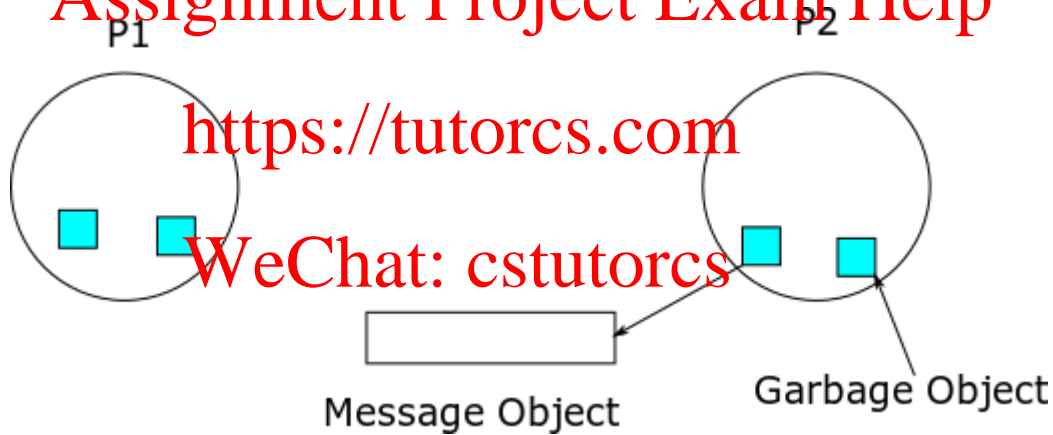 Assignment Project Exam Help
P1
P2
https://tutorcs.com
WeChat: cstutorcs
Message Object
Garbage Object